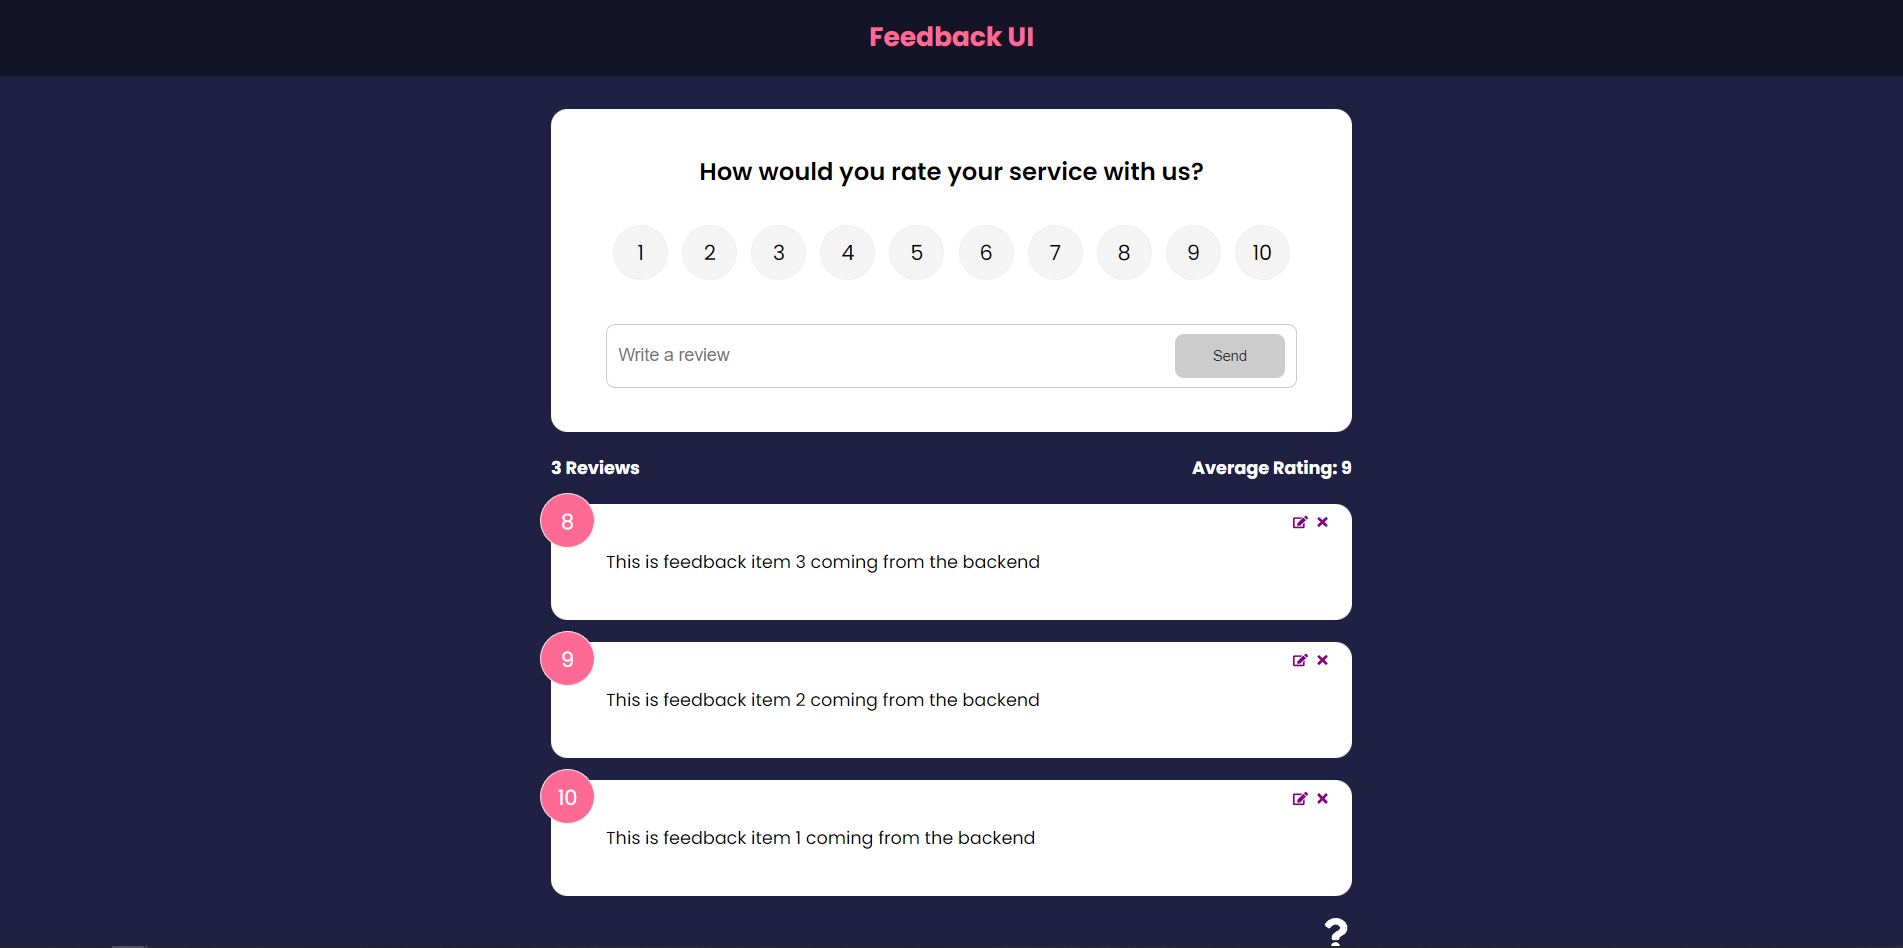 Feedback UI
How would you rate your service with us?
1 2 3 4 5 6 7 8 9 10
Write a review Send
3 Reviews Average Rating: 9
8
This is feedback item 3 coming from the backend
9
This is feedback item 2 coming from the backend
10
This is feedback item 1 coming from the backend
?